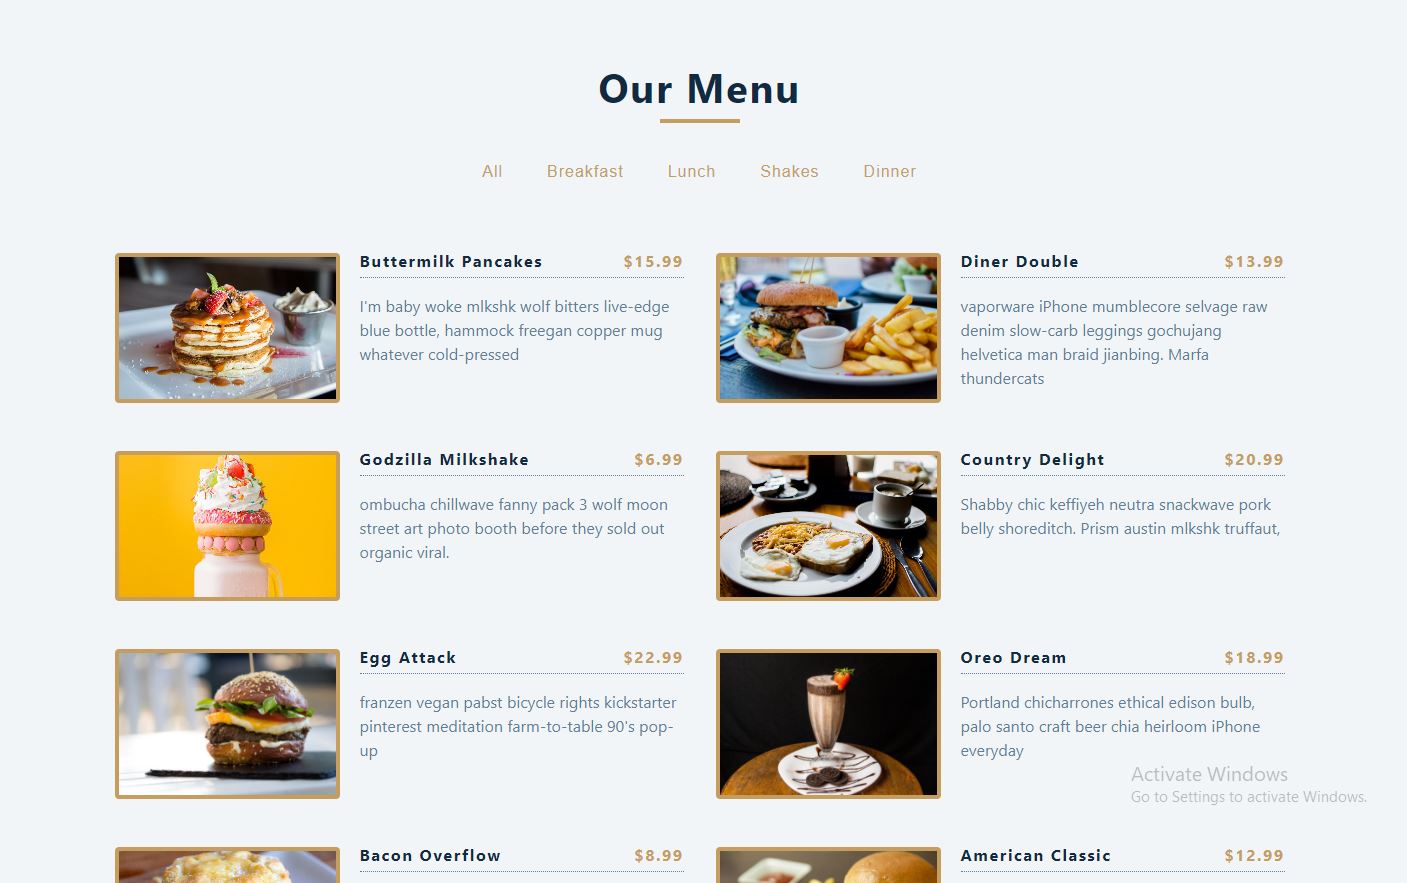 Our Menu
All Breakfast Lunch Shakes Dinner
Buttermilk Pancakes $15.99
I'm baby woke mlkshk wolf bitters live-edge
blue bottle, hammock freegan copper mug
whatever cold-pressed
Diner Double $13.99
vaporware iPhone mumblecore selvage raw
denim slow-carb leggings gochujang
helvetica man braid jianbing. Marfa
thundercats
Godzilla Milkshake $6.99
ombucha chillwave fanny pack 3 wolf moon
street art photo booth before they sold out
organic viral.
Country Delight $20.99
Shabby chic keffiyeh neutra snackwave pork
belly shoreditch. Prism austin mlkshk truffaut,
Egg Attack $22.99
franzen vegan pabst bicycle rights kickstarter
pinterest meditation farm-to-table 90's pop-
up
Oreo Dream $18.99
Portland chicharrones ethical edison bulb,
palo santo craft beer chia heirloom iPhone
everyday
Activate Windows
Go to Settings to activate Windows.
Bacon Overflow $8.99
American Classic $12.99